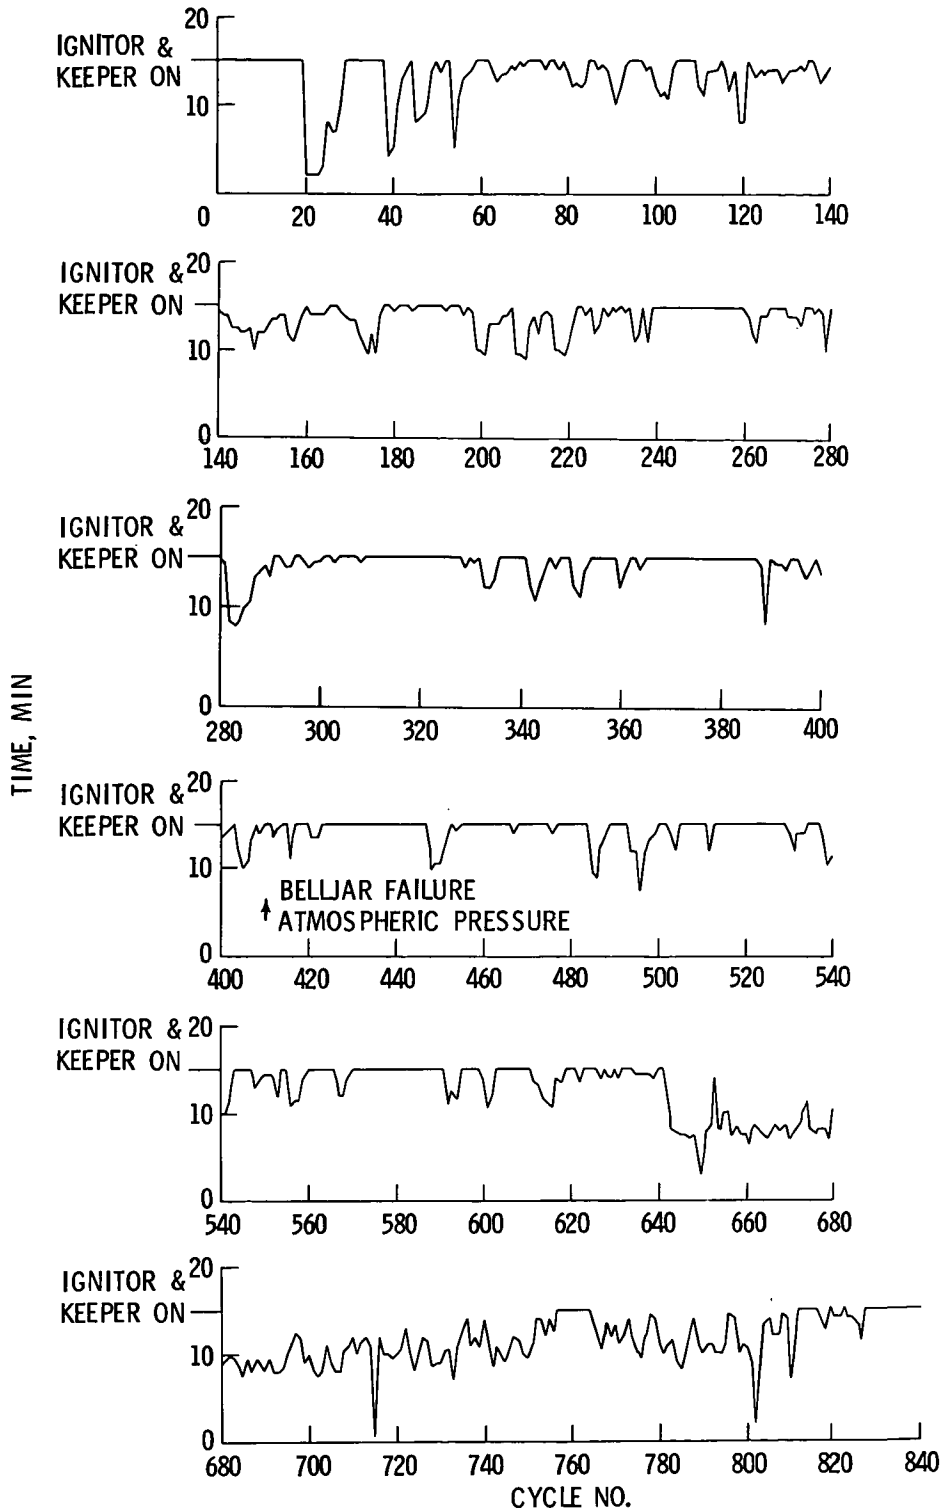 20
IGNITOR &
KEEPER ON
10
0 20 40 60 80 100 120 140
IGNITOR & 20
KEEPER ON
10
0
140 160 180 200 220 240 260 280
20
IGNITOR &
KEEPER ON
10
0
280 300 320 340 360 380 400
TIME, MIN
20
IGNITOR &
KEEPER ON
10
BELLJAR FAILURE
ATMOSPHERIC PRESSURE
0
400 420 440 460 480 500 520 540
IGNITOR & 20
KEEPER ON
10
0
540 560 580 600 620 640 660 680
20
IGNITOR &
KEEPER ON
10
0
680 700 720 740 760 780 800 820 840
CYCLE NO.